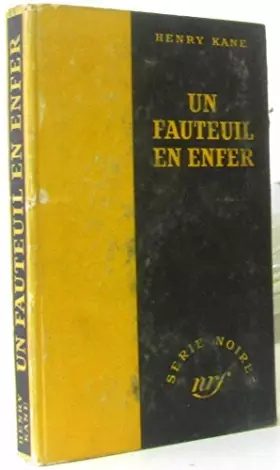 HENRY KANE
UN
FAUTEUIL
EN ENFER
SERIE NOIRE
nrf
HENRY
KANE
UN FAUTEUIL EN ENFER